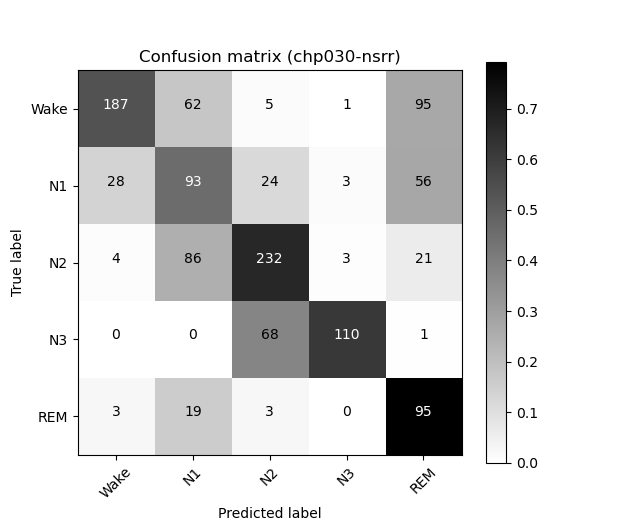 Confusion matrix (chp030-nsrr)
True label
Wake 187 62 5 1 95
N1 28 93 24 3 56
N2 4 86 232 3 21
N3 0 0 68 110 1
REM 3 19 3 0 95
Wake N1 N2 N3 REM
Predicted label
0.7
0.6
0.5
0.4
0.3
0.2
0.1
0.0